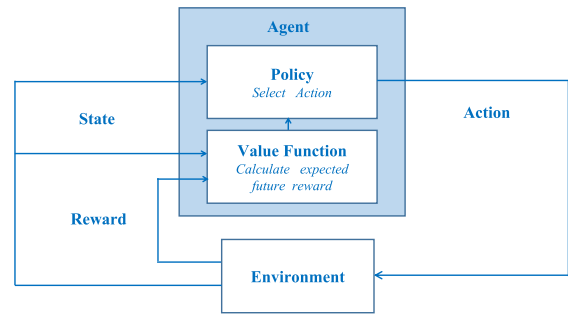 Agent
Policy
Select Action
State
Action
Value Function
Calculate expected
future reward
Reward
Environment